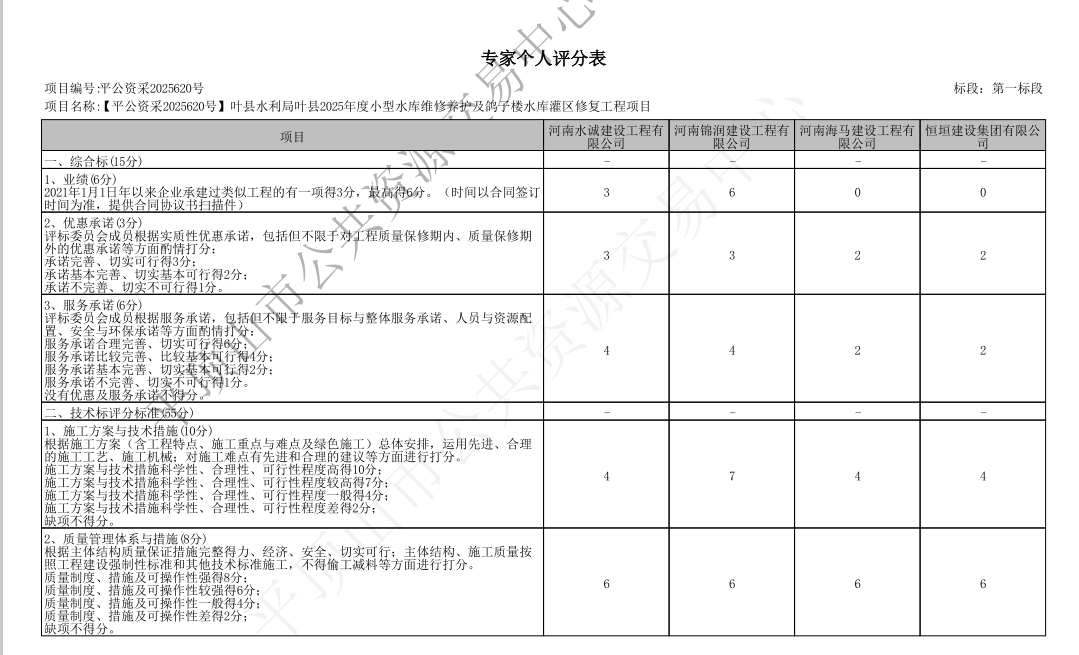 专家个人评分表
项目编号:平公资采2025620号
标段：第一标段
项目名称:【平公资采2025620号】叶县水利局叶县2025年度小型水库维修养护及鸽子楼水库灌区修复工程项目
项目
河南水诚建设工程有
限公司
河南锦润建设工程有
限公司
河南海马建设工程有
限公司
恒垣建设集团有限公
司
一、综合标(15分)
－ － － －
1、业绩(6分)
2021年1月1日年以来企业承建过类似工程的有一项得3分，最高得6分。（时间以合同签订
时间为准，提供合同协议书扫描件）
3 6 0 0
2、优惠承诺(3分)
评标委员会成员根据实质性优惠承诺，包括但不限于对工程质量保修期内、质量保修期
外的优惠承诺等方面酌情打分；
承诺完善、切实可行得3分；
承诺基本完善、切实基本可行得2分；
承诺不完善、切实不可行得1分。
3 3 2 2
3、服务承诺(6分)
评标委员会成员根据服务承诺，包括但不限于服务目标与整体服务承诺、人员与资源配
置、安全与环保承诺等方面酌情打分；
服务承诺合理完善、切实可行得6分；
服务承诺比较完善、比较基本可行得4分；
服务承诺基本完善、切实基本可行得2分；
服务承诺不完善、切实不可行得1分。
没有优惠及服务承诺不得分。
4 4 2 2
二、技术标评分标准(55分)
－ － － －
1、施工方案与技术措施(10分)
根据施工方案（含工程特点、施工重点与难点及绿色施工）总体安排，运用先进、合理
的施工工艺、施工机械；对施工难点有先进和合理的建议等方面进行打分。
施工方案与技术措施科学性、合理性、可行性程度高得10分；
施工方案与技术措施科学性、合理性、可行性程度较高得7分；
施工方案与技术措施科学性、合理性、可行性程度一般得4分；
施工方案与技术措施科学性、合理性、可行性程度差得2分；
缺项不得分。
4 7 4 4
2、质量管理体系与措施(8分)
根据主体结构质量保证措施完整得力、经济、安全、切实可行；主体结构、施工质量按
照工程建设强制性标准和其他技术标准施工，不得偷工减料等方面进行打分。
质量制度、措施及可操作性强得8分；
质量制度、措施及可操作性较强得6分；
质量制度、措施及可操作性一般得4分；
质量制度、措施及可操作性差得2分；
缺项不得分。
6 6 6 6
平顶山市公共资源交易中心
平顶山市公共资源交易中心